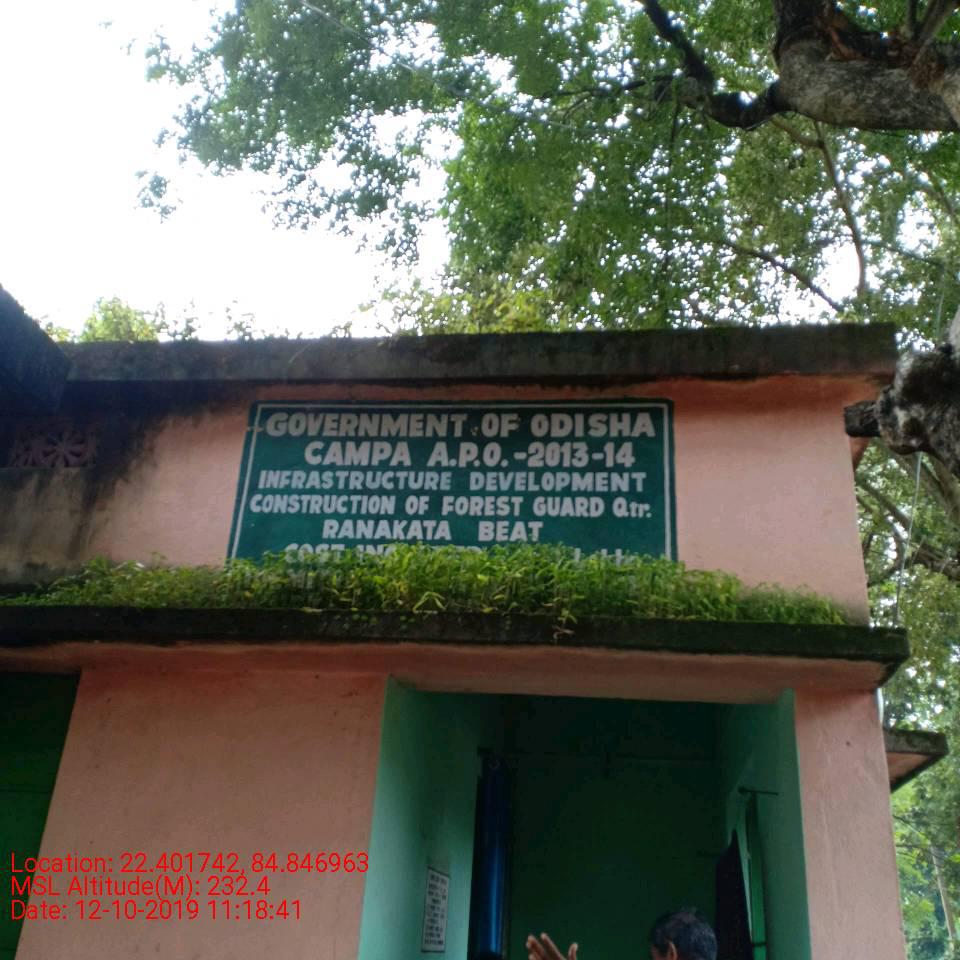 GOVERNMENT OF ODISHA
CAMPA A.P.O.-2013-14
INFRASTRUCTURE DEVELOPMENT
CONSTRUCTION OF FOREST GUARD Qtr.
RANAKATA BEAT
COST
Location: 22.401742, 84.846963
MSL Altitude(M): 232.4
Date: 12-10-2019 11:18:41